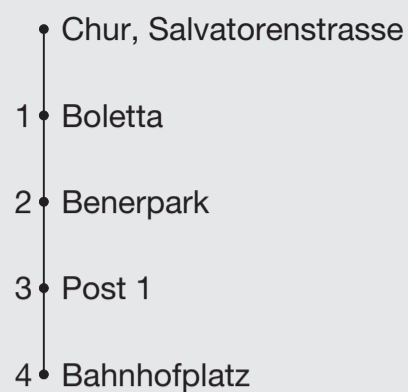 Chur, Salvatorenstrasse
1 Boletta
2 Benerpark
3 Post 1
4 Bahnhofplatz